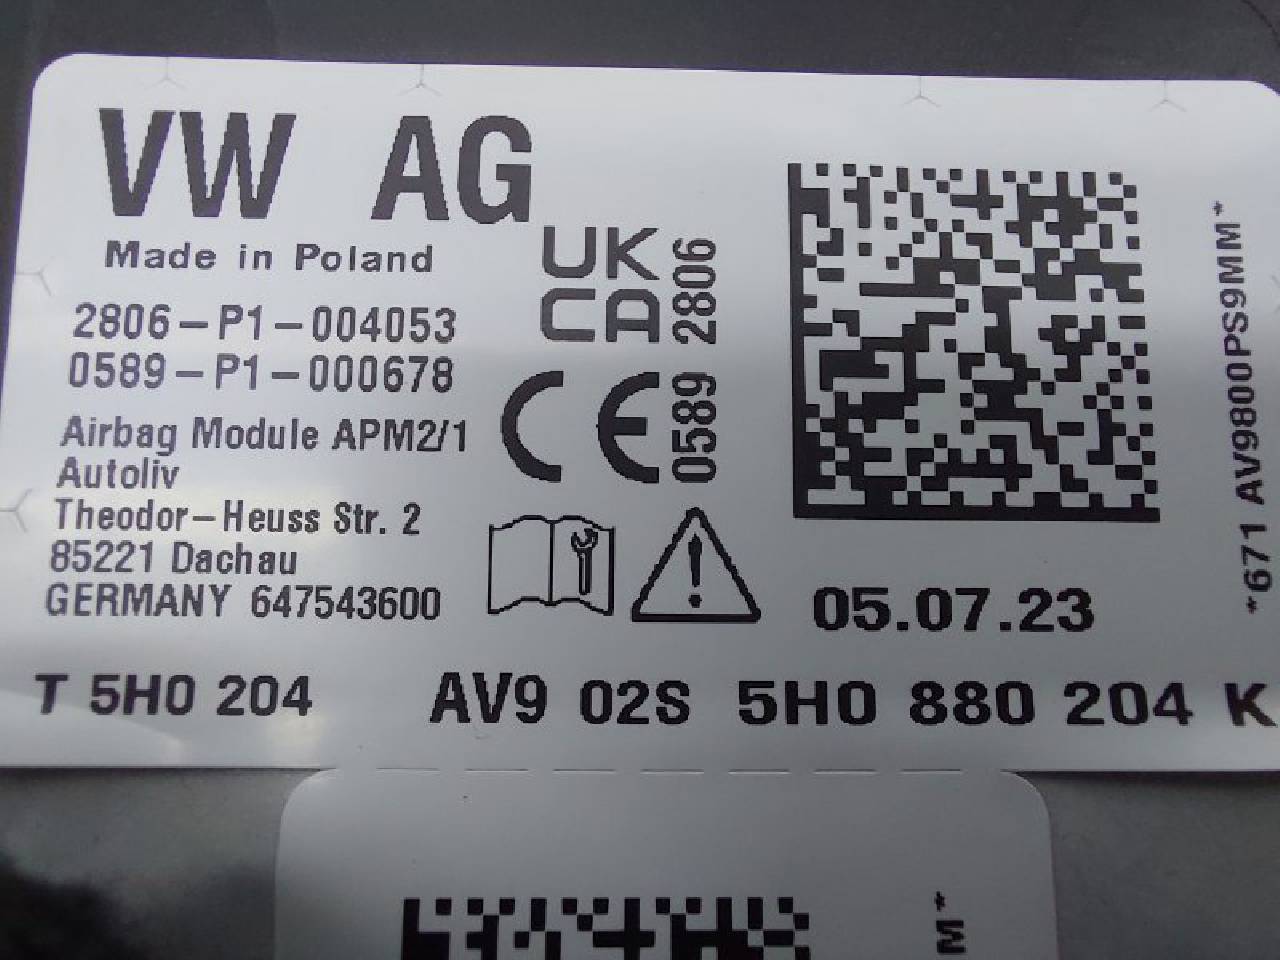 VW AG
Made in Poland
2806-P1-004053
0589-P1-000678
UK
CA
2806
CE
0589
Airbag Module APM2/1
Autoliv
Theodor-Heuss Str. 2
85221 Dachau
GERMANY 647543600
05.07.23
*671 AV9800PS9MM*
T 5H0 204
AV9 02S 5H0 880 204 K
M*